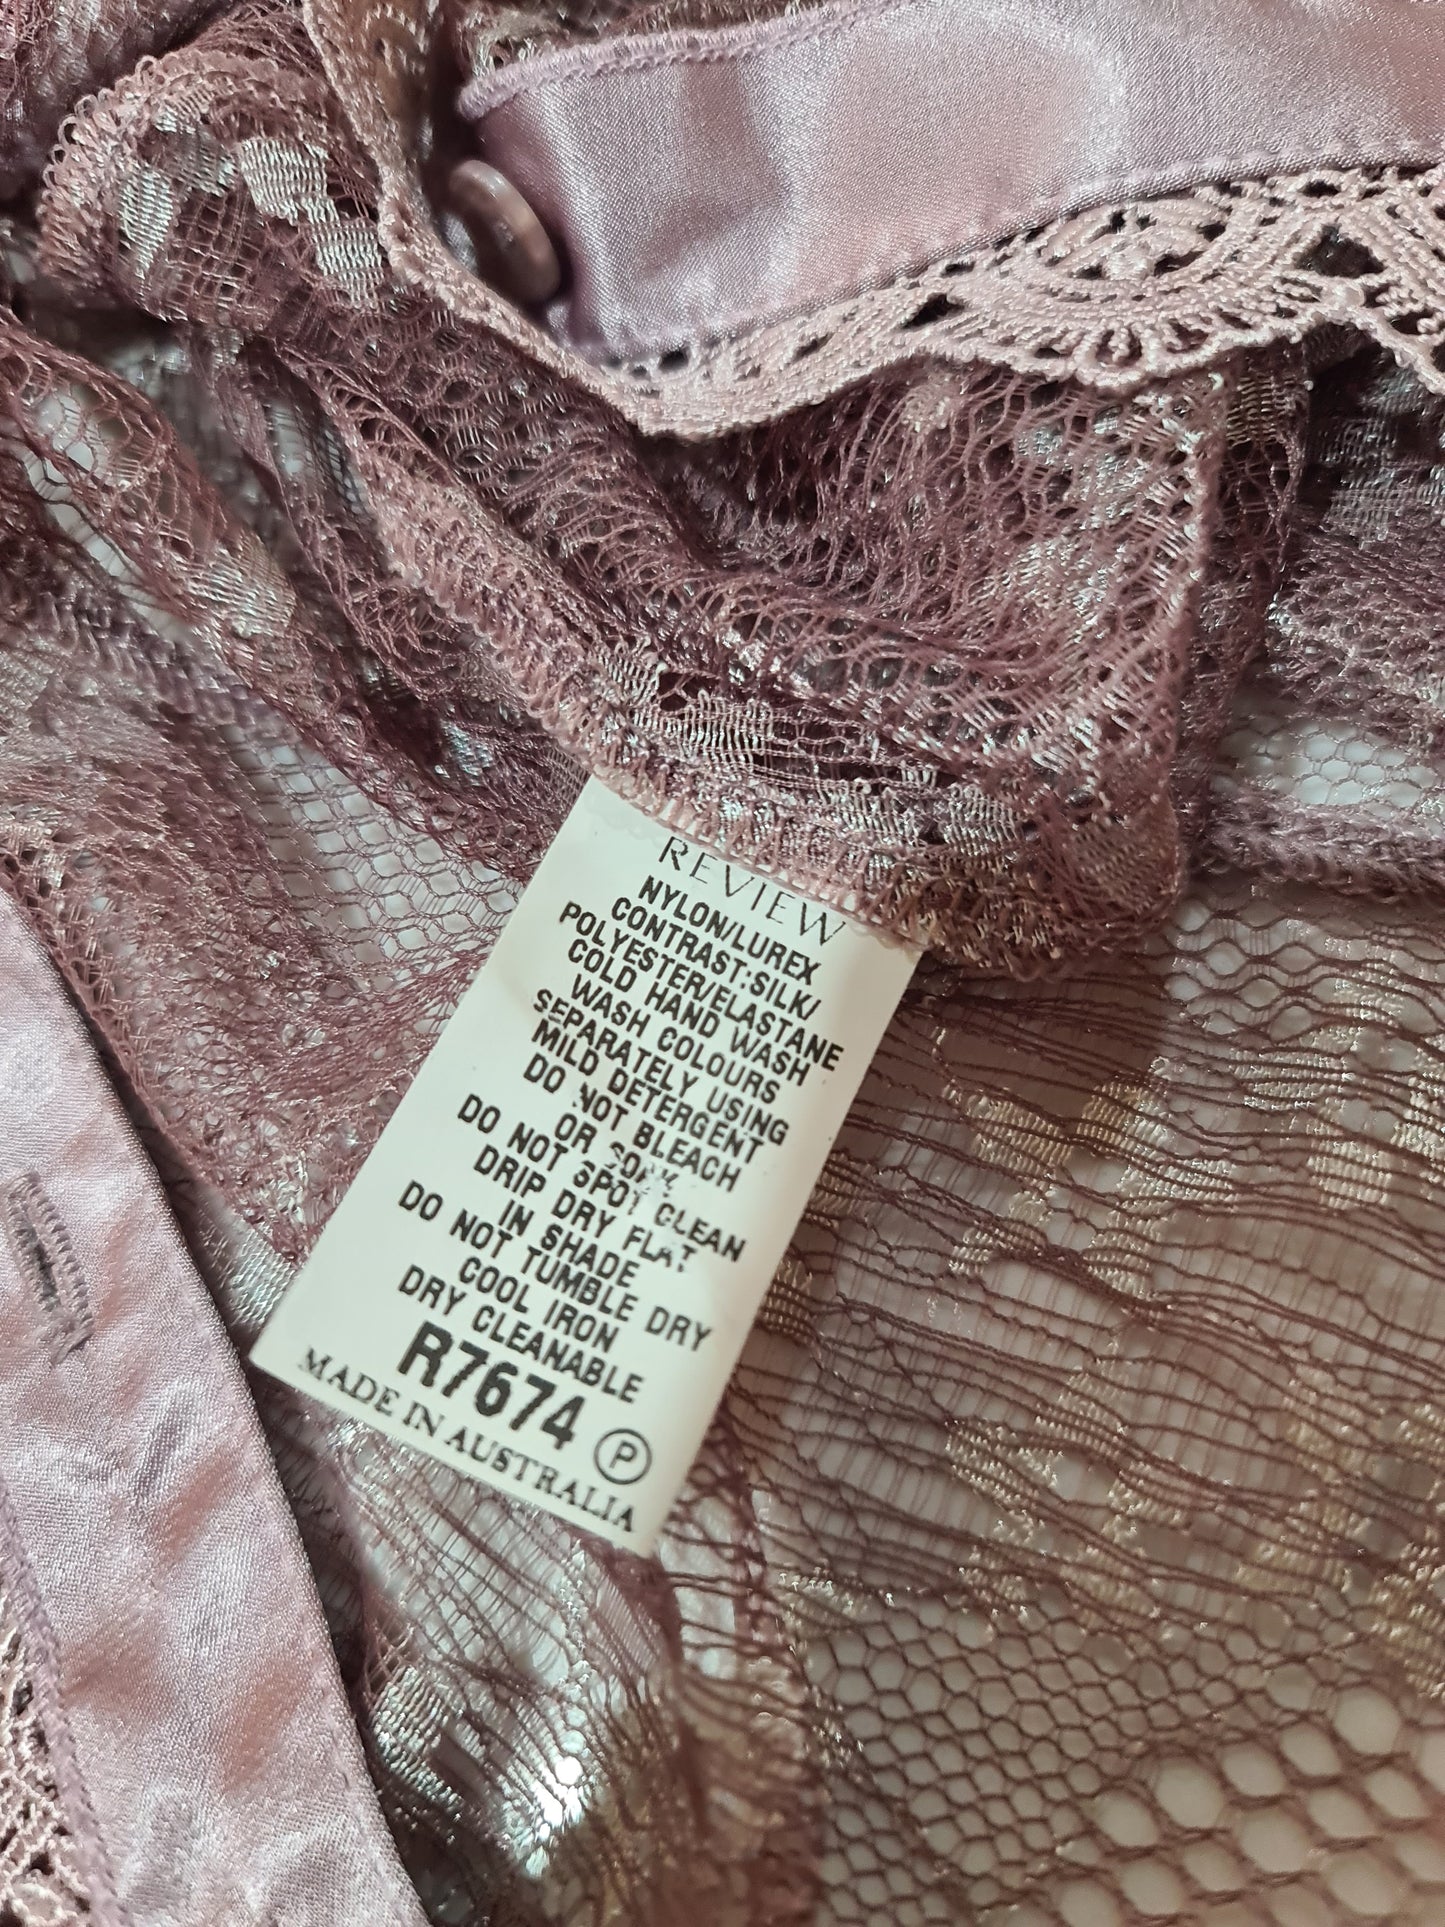 REVIEW
NYLON/LUREX
CONTRAST:SILK/
POLYESTER/ELASTANE
COLD HAND WASH
WASH COLOURS
SEPARATELY USING
MILD DETERGENT
DO NOT BLEACH
OR SOAK
DO NOT SPOT CLEAN
DRIP DRY FLAT
IN SHADE
DO NOT TUMBLE DRY
COOL IRON
DRY CLEANABLE
R7674 P
MADE IN AUSTRALIA